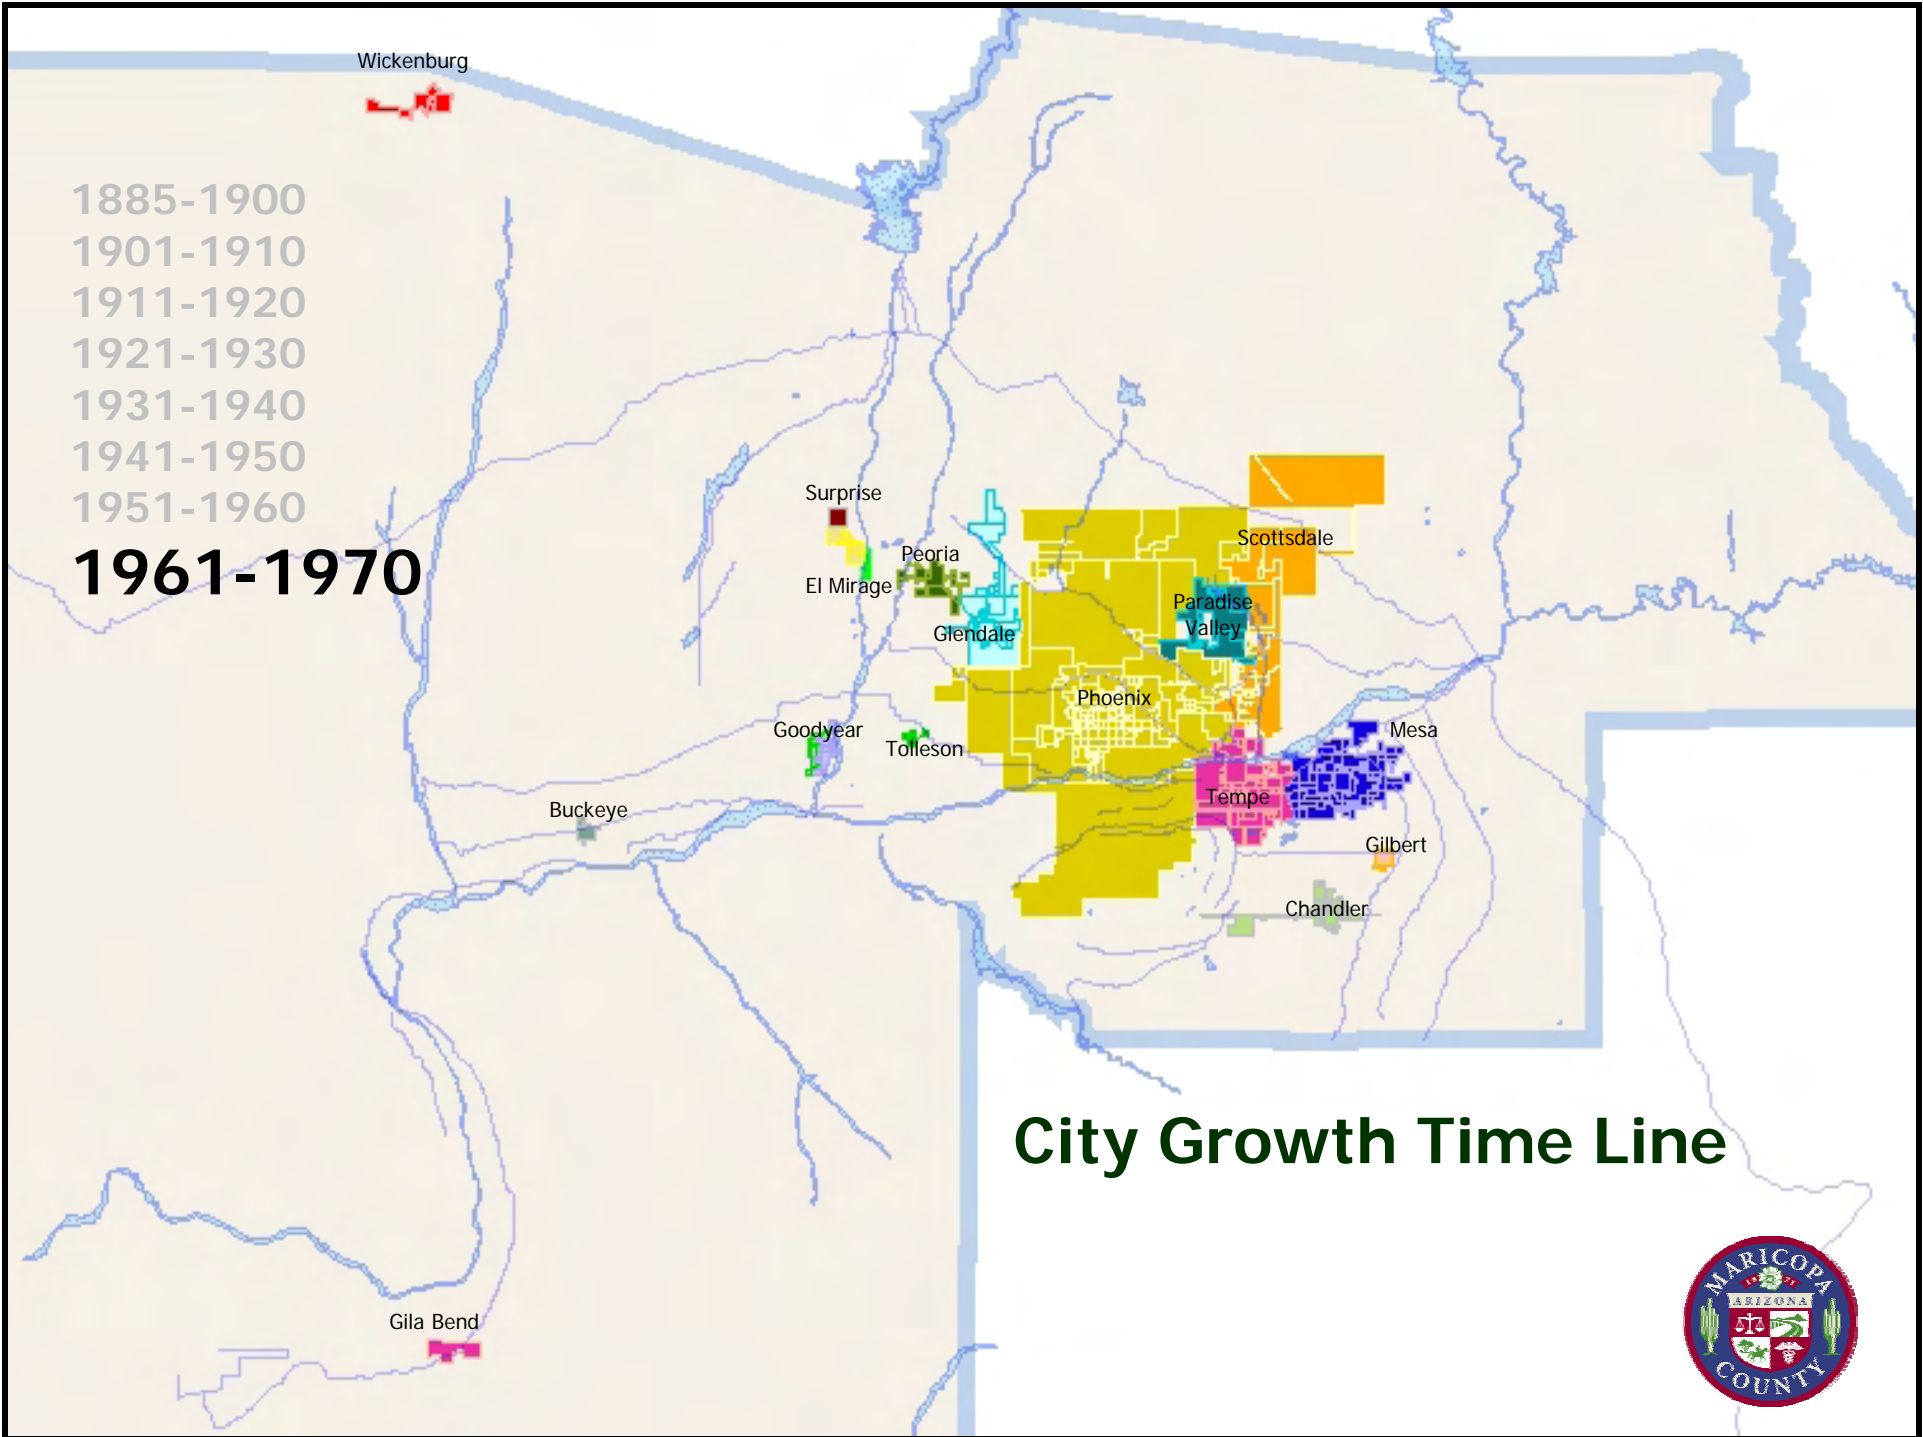 Wickenburg
1885-1900
1901-1910
1911-1920
1921-1930
1931-1940
1941-1950
1951-1960
1961-1970
Surprise
Scottsdale
Peoria
El Mirage
Paradise
Valley
Glendale
Phoenix
Goodyear
Tolleson
Mesa
Tempe
Buckeye
Gilbert
Chandler
City Growth Time Line
Gila Bend
MARICOPA
ARIZONA
COUNTY